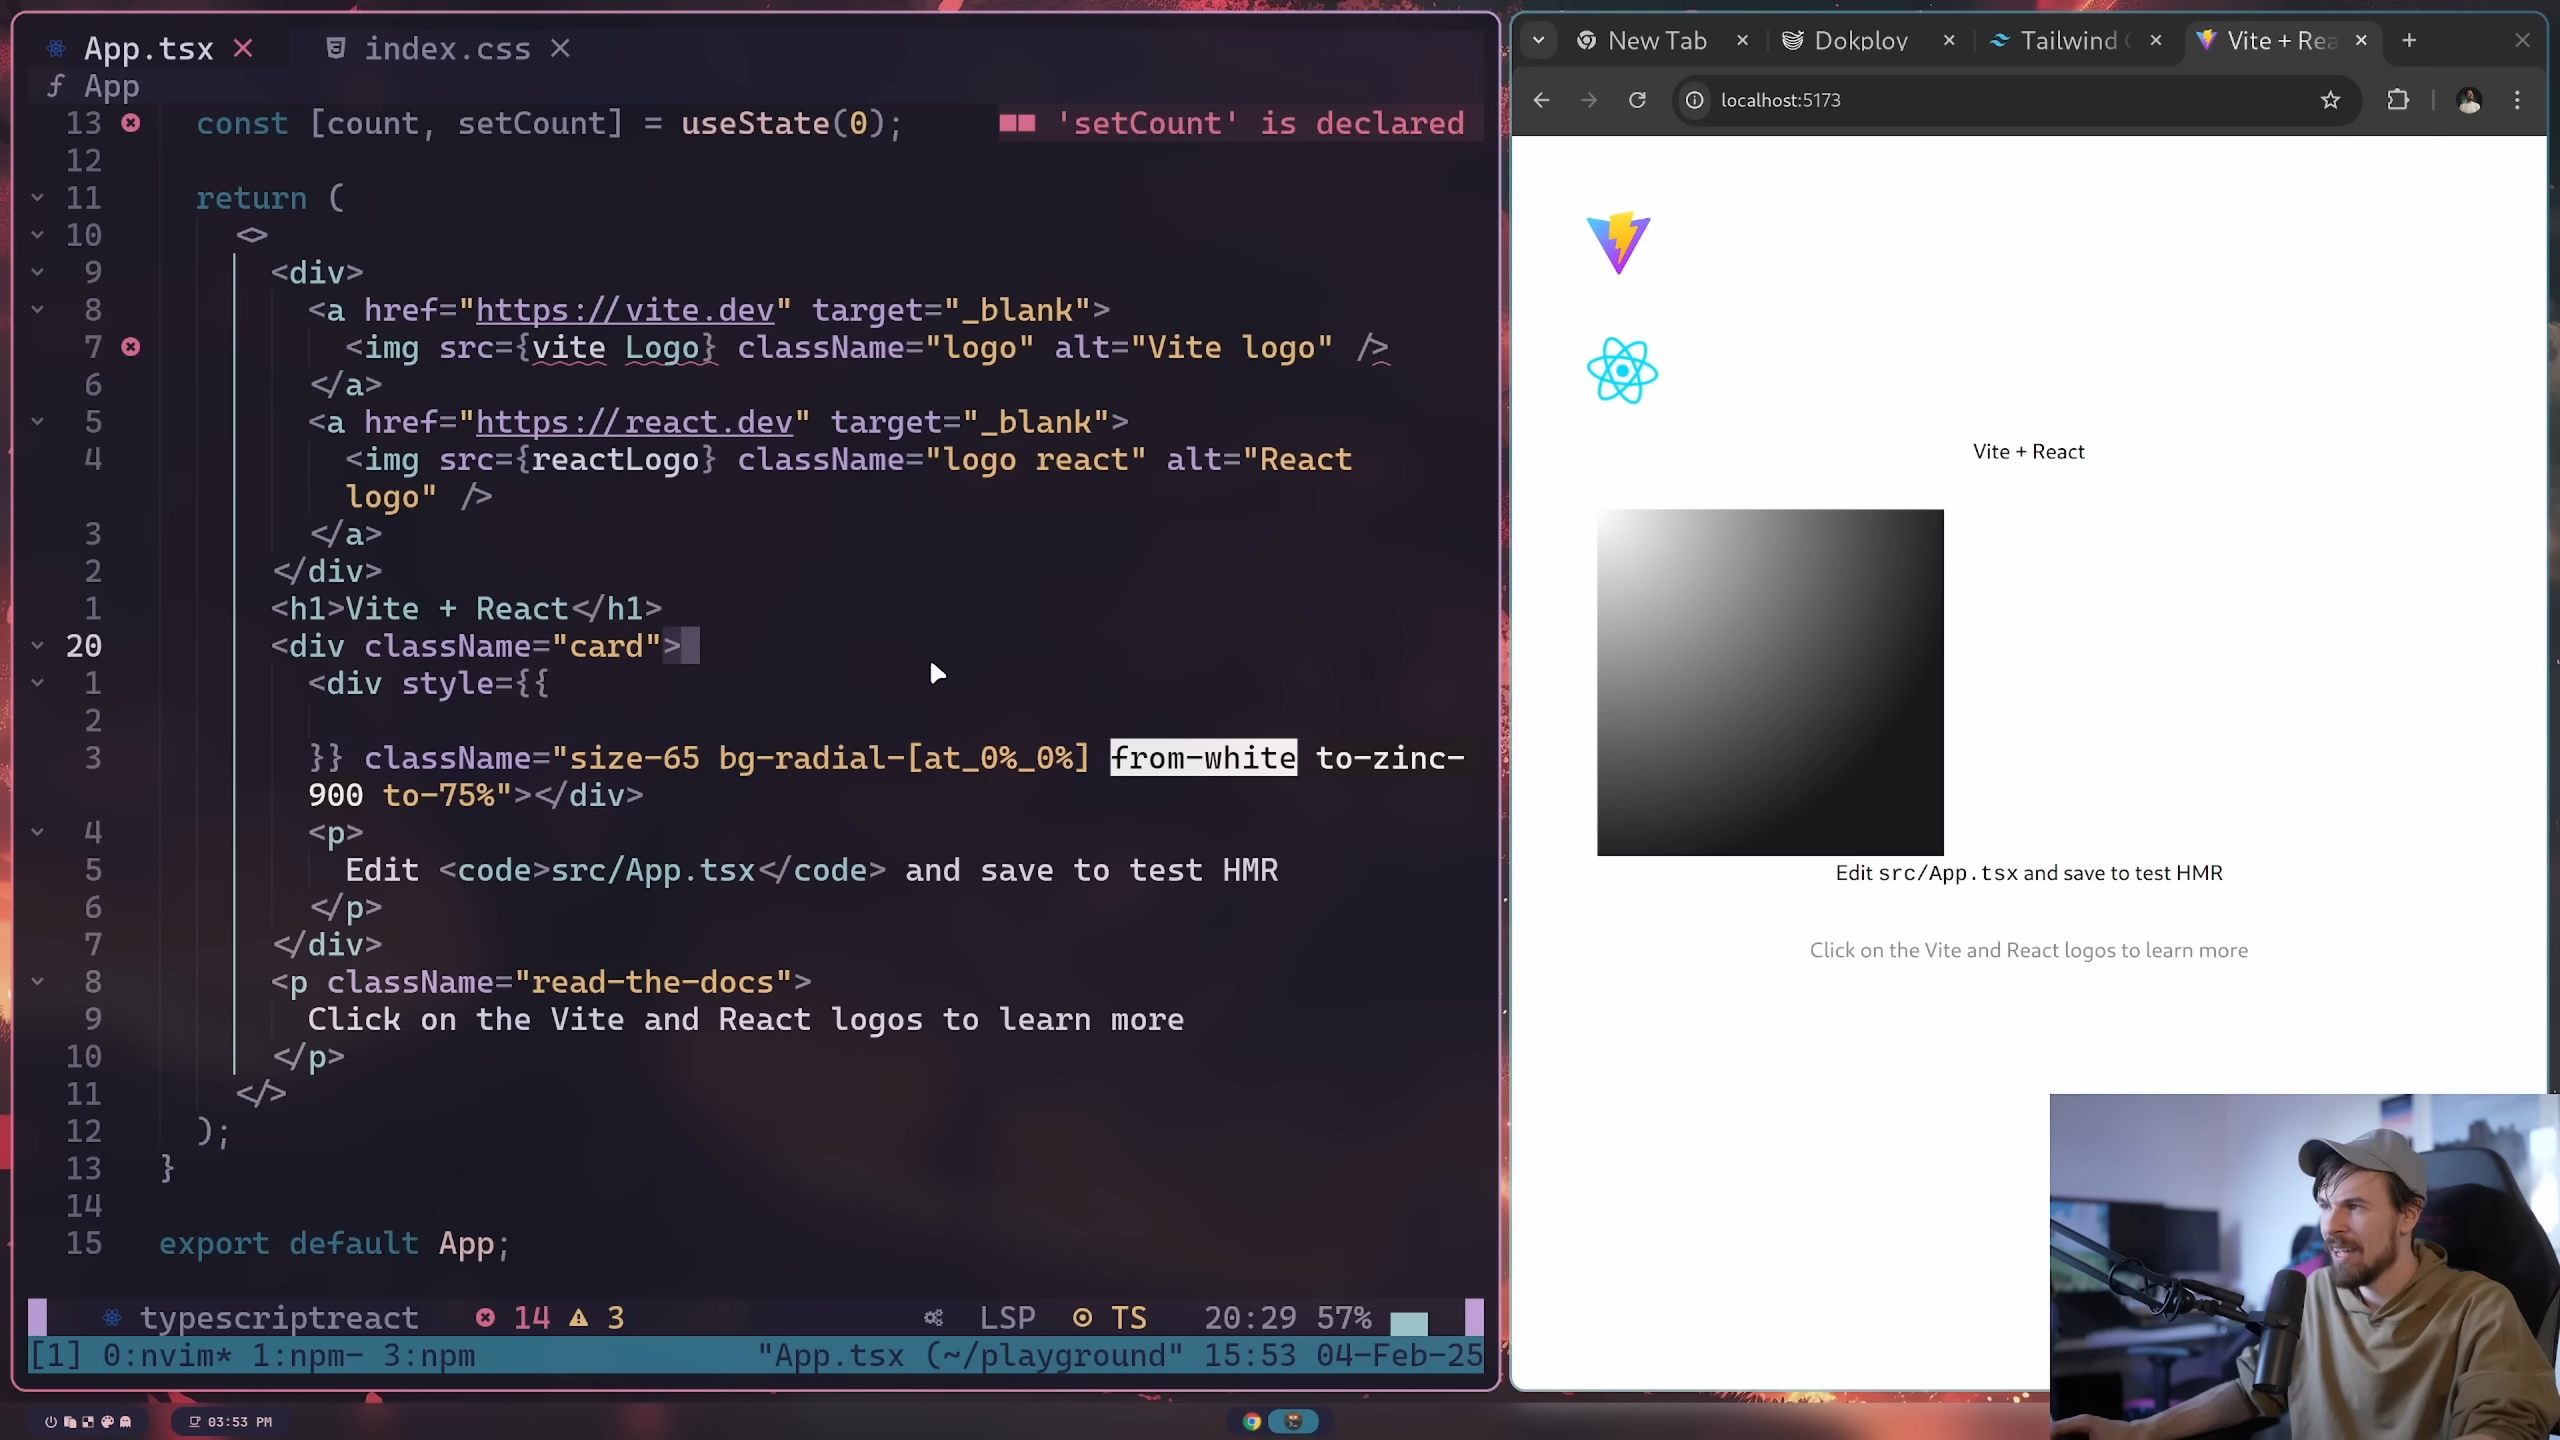 App.tsx
index.css
ƒ App
13 const [count, setCount] = useState(0); 'setCount' is declared
12
11 return (
10 <>
9 <div>
8 <a href="https://vite.dev" target="_blank">
7 <img src={vite Logo} className="logo" alt="Vite logo" />
6 </a>
5 <a href="https://react.dev" target="_blank">
4 <img src={reactLogo} className="logo react" alt="React
logo" />
3 </a>
2 </div>
1 <h1>Vite + React</h1>
20 <div className="card">
1 <div style={{
2
3 }} className="size-65 bg-radial-[at_0%_0%] from-white to-zinc-
900 to-75%"></div>
4 <p>
5 Edit <code>src/App.tsx</code> and save to test HMR
6 </p>
7 </div>
8 <p className="read-the-docs">
9 Click on the Vite and React logos to learn more
10 </p>
11 </>
12 );
13 }
14
15 export default App;
typescriptreact 14 3 LSP TS 20:29 57%
[1] 0:nvim* 1:npm- 3:npm "App.tsx (~/playground" 15:53 04-Feb-25
03:53 PM
New Tab
Dokploy
Tailwind
Vite + Rea
localhost:5173
Vite + React
Edit src/App.tsx and save to test HMR
Click on the Vite and React logos to learn more